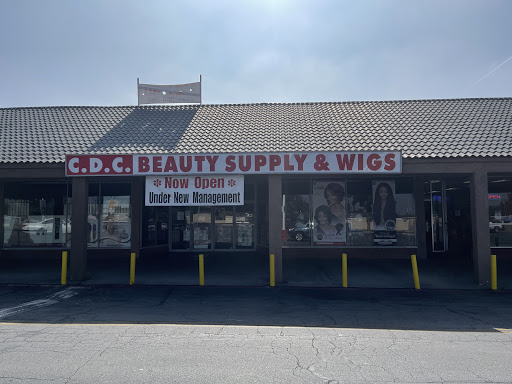 C.D.C. BEAUTY SUPPLY & WIGS
* Now Open *
Under New Management